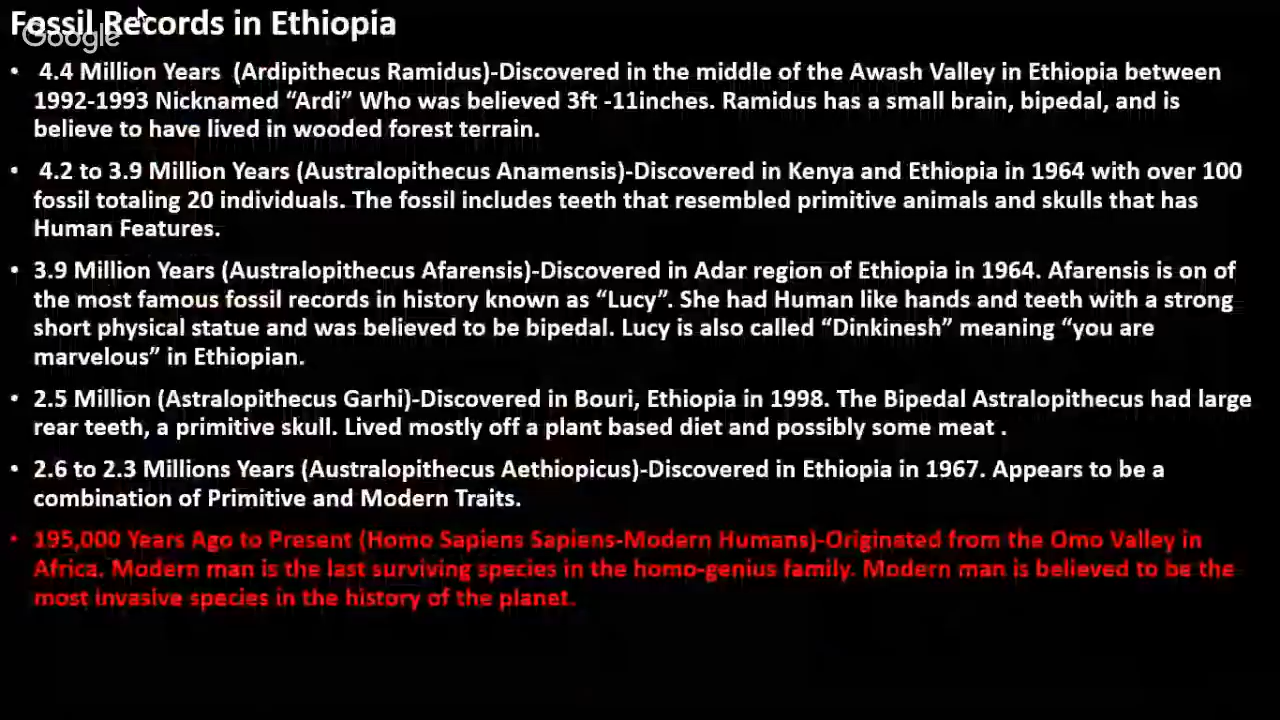 Fossil Records in Ethiopia
Google
• 4.4 Million Years (Ardipithecus Ramidus)-Discovered in the middle of the Awash Valley in Ethiopia between
1992-1993 Nicknamed “Ardi” Who was believed 3ft -11inches. Ramidus has a small brain, bipedal, and is
believe to have lived in wooded forest terrain.
• 4.2 to 3.9 Million Years (Australopithecus Anamensis)-Discovered in Kenya and Ethiopia in 1964 with over 100
fossil totaling 20 individuals. The fossil includes teeth that resembled primitive animals and skulls that has
Human Features.
• 3.9 Million Years (Australopithecus Afarensis)-Discovered in Adar region of Ethiopia in 1964. Afarensis is on of
the most famous fossil records in history known as “Lucy”. She had Human like hands and teeth with a strong
short physical statue and was believed to be bipedal. Lucy is also called “Dinkinesh” meaning “you are
marvelous” in Ethiopian.
• 2.5 Million (Astralopithecus Garhi)-Discovered in Bouri, Ethiopia in 1998. The Bipedal Astralopithecus had large
rear teeth, a primitive skull. Lived mostly off a plant based diet and possibly some meat .
• 2.6 to 2.3 Millions Years (Australopithecus Aethiopicus)-Discovered in Ethiopia in 1967. Appears to be a
combination of Primitive and Modern Traits.
• 195,000 Years Ago to Present (Homo Sapiens Sapiens-Modern Humans)-Originated from the Omo Valley in
Africa. Modern man is the last surviving species in the homo-genius family. Modern man is believed to be the
most invasive species in the history of the planet.